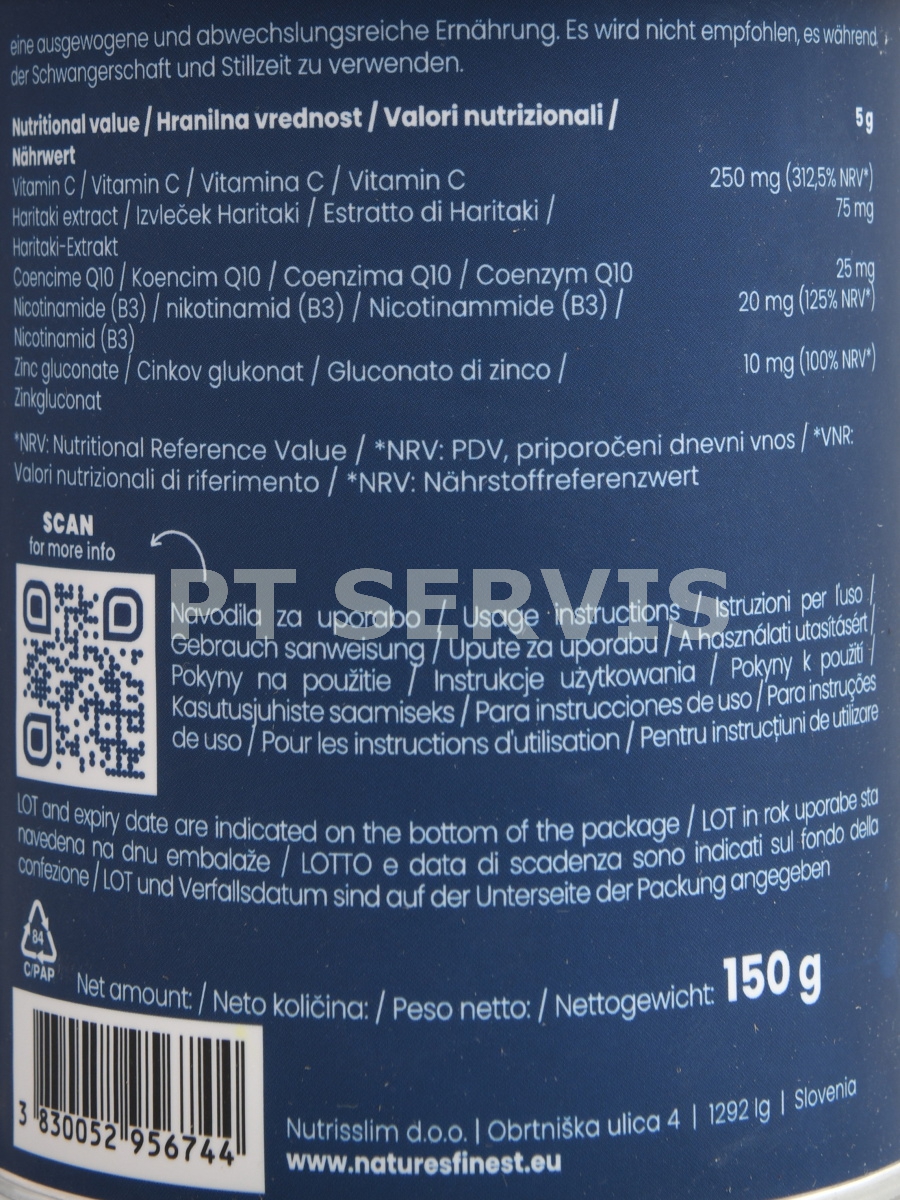 eine ausgewogene und abwechslungsreiche Ernährung. Es wird nicht empfohlen, es während
der Schwangerschaft und Stillzeit zu verwenden.
Nutritional value / Hranilna vrednost / Valori nutrizionali / 5 g
Nährwert
Vitamin C / Vitamin C / Vitamina C / Vitamin C 250 mg (312,5% NRV*)
Haritaki extract / Izvleček Haritaki / Estratto di Haritaki / 75 mg
Haritaki-Extrakt
Coencime Q10 / Koencim Q10 / Coenzima Q10 / Coenzym Q10 25 mg
Nicotinamide (B3) / nikotinamid (B3) / Nicotinammide (B3) / 20 mg (125% NRV*)
Nicotinamid (B3)
Zinc gluconate / Cinkov glukonat / Gluconato di zinco / 10 mg (100% NRV*)
Zinkgluconat
*NRV: Nutritional Reference Value / *NRV: PDV, priporočeni dnevni vnos / *VNR:
Valori nutrizionali di riferimento / *NRV: Nährstoffreferenzwert
SCAN
for more info
PT SERVIS
Navodila za uporabo / Usage instructions / Istruzioni per l'uso /
Gebrauch sanweisung / Upute za uporabu / A használati utasításért /
Pokyny na použitie / Instrukcje użytkowania / Pokyny k použití /
Kasutusjuhiste saamiseks / Para instrucciones de uso / Para instruções
de uso / Pour les instructions d'utilisation / Pentru instrucțiuni de utilizare
LOT and expiry date are indicated on the bottom of the package / LOT in rok uporabe sta
navedena na dnu embalaže / LOTTO e data di scadenza sono indicati sul fondo della
confezione / LOT und Verfallsdatum sind auf der Unterseite der Packung angegeben
84
C/PAP
Net amount: / Neto količina: / Peso netto: / Nettogewicht: 150 g
3 830052 956744
Nutrisslim d.o.o. | Obrtniška ulica 4 | 1292 Ig | Slovenia
www.naturesfinest.eu